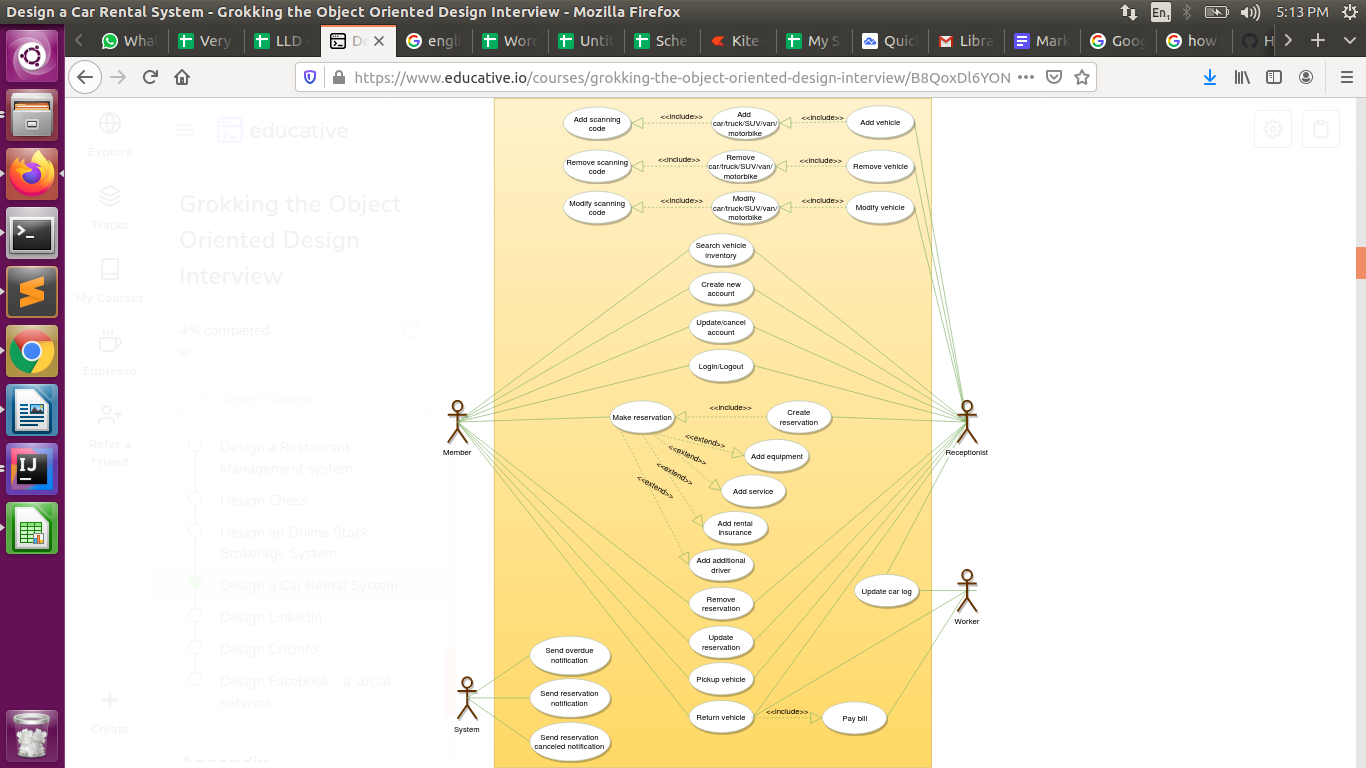 Design a Car Rental System - Grokking the Object Oriented Design Interview - Mozilla Firefox
En1
5:13 PM
What
Very
LLD
De
engli
Word
Unti
Sche
Kite
My S
Quic
Libra
Mark
Goog
how
H
https://www.educative.io/courses/grokking-the-object-oriented-design-interview/B8QoxDl6YON
educative
Explore
Tracks
My Courses
Edpresso
Refer a
Friend
Create
Grokking the Object
Oriented Design
Interview
4% completed
Search Course
Design a Restaurant
Management system
Design Chess
Design an Online Stock
Brokerage System
Design a Car Rental System
Design LinkedIn
Design Cricinfo
Design Facebook - a social
network
Appendix
Add scanning
code
<<include>>
Add
car/truck/SUV/van/
motorbike
<<include>>
Add vehicle
Remove scanning
code
<<include>>
Remove
car/truck/SUV/van/
motorbike
<<include>>
Remove vehicle
Modify scanning
code
<<include>>
Modify
car/truck/SUV/van/
motorbike
<<include>>
Modify vehicle
Search vehicle
inventory
Create new
account
Update/cancel
account
Login/Logout
Make reservation
<<include>>
Create
reservation
Member
Receptionist
<<extend>>
Add equipment
<<extend>>
Add service
<<extend>>
Add rental
insurance
<<extend>>
Add additional
driver
Remove
reservation
Update car log
Worker
Update
reservation
Send overdue
notification
Pickup vehicle
Send reservation
notification
Return vehicle
<<include>>
Pay bill
System
Send reservation
canceled notification